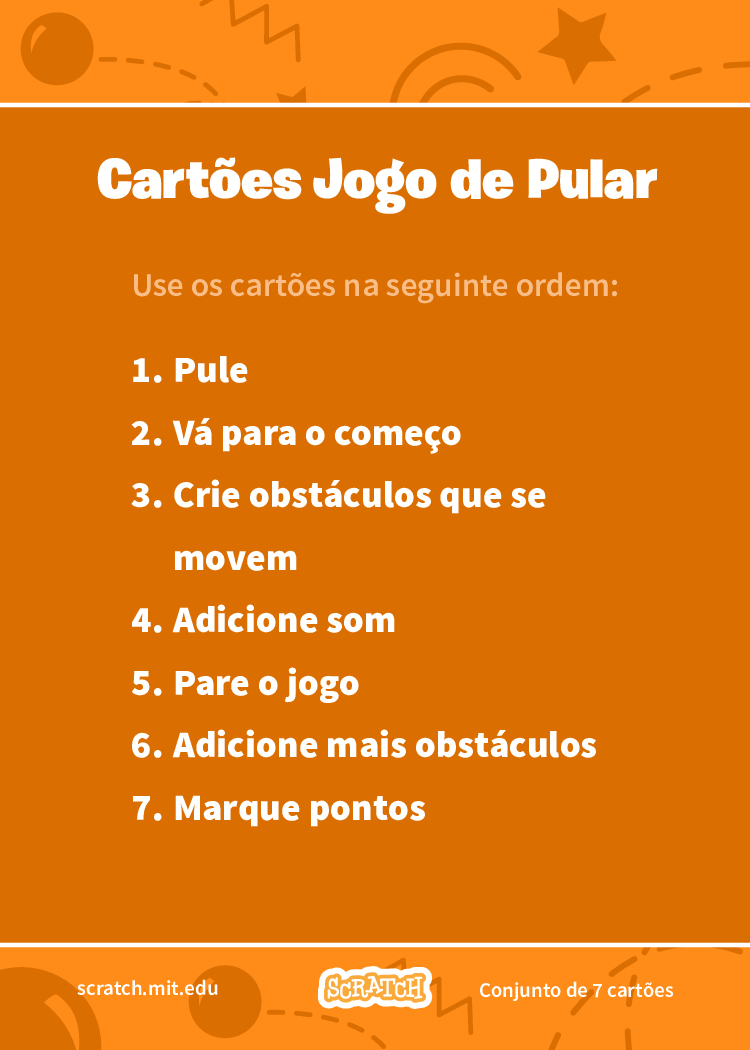 Cartões Jogo de Pular
Use os cartões na seguinte ordem:
1. Pule
2. Vá para o começo
3. Crie obstáculos que se
movem
4. Adicione som
5. Pare o jogo
6. Adicione mais obstáculos
7. Marque pontos
scratch.mit.edu
SCRATCH
Conjunto de 7 cartões